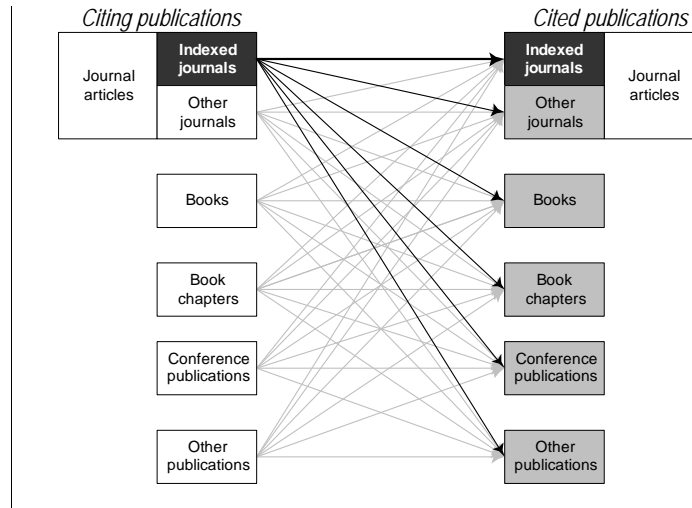 Citing publications
Cited publications
Journal
articles
Indexed
journals
Other
journals
Books
Book
chapters
Conference
publications
Other
publications
Indexed
journals
Other
journals
Journal
articles
Books
Book
chapters
Conference
publications
Other
publications